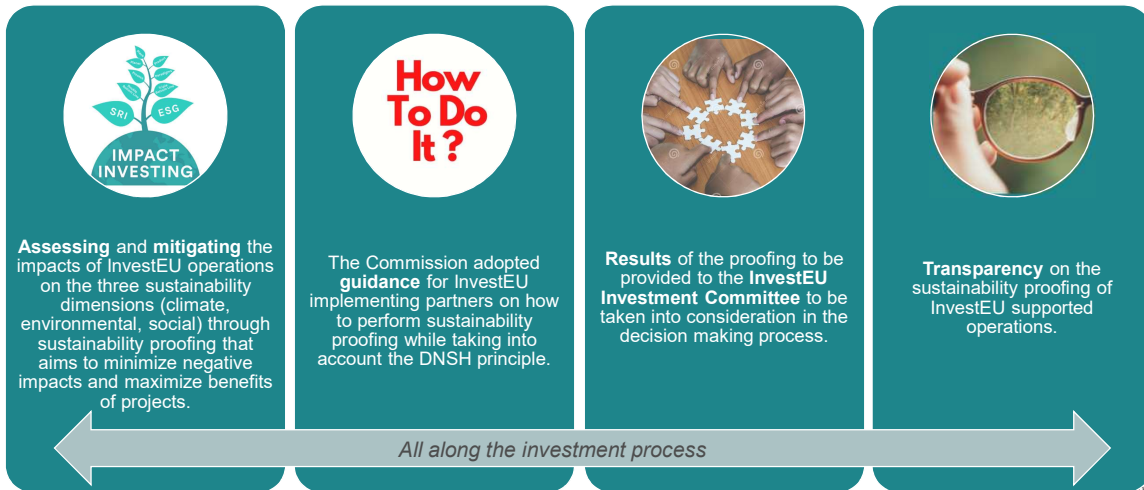 SRI
ESG
IMPACT
INVESTING
Assessing and mitigating the
impacts of InvestEU operations
on the three sustainability
dimensions (climate,
environmental, social) through
sustainability proofing that
aims to minimize negative
impacts and maximize benefits
of projects.
How
To Do
It ?
The Commission adopted
guidance for InvestEU
implementing partners on how
to perform sustainability
proofing while taking into
account the DNSH principle.
Results of the proofing to be
provided to the InvestEU
Investment Committee to be
taken into consideration in the
decision making process.
Transparency on the
sustainability proofing of
InvestEU supported
operations.
All along the investment process